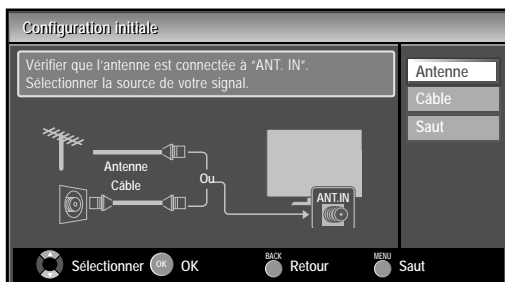 Configuration initiale
Vérifier que l'antenne est connectée à "ANT. IN".
Sélectionner la source de votre signal.
Antenne
Câble
Saut
Antenne
Câble
Ou
ANT.IN
Sélectionner OK OK BACK Retour MENU Saut